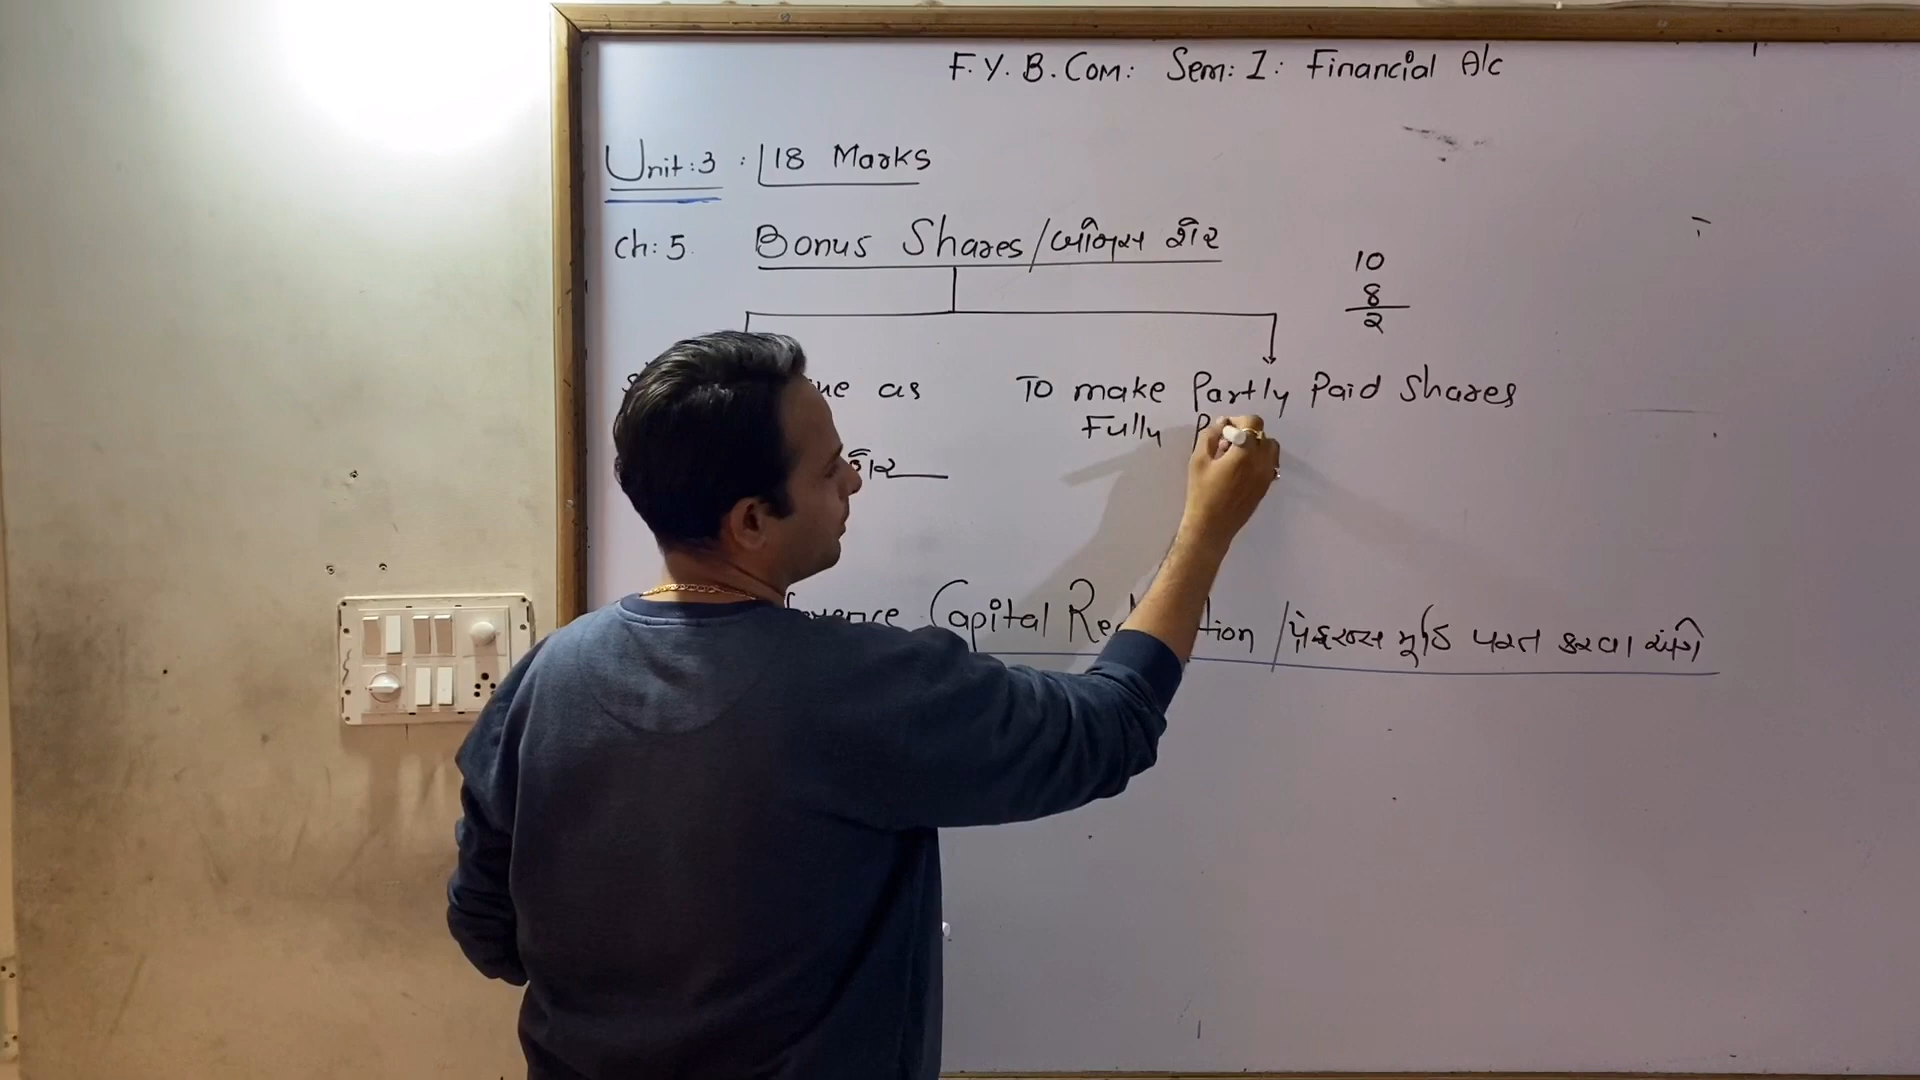 F.Y.B.Com: Sem: I: Financial A/c
Unit:3 : 18 Marks
Ch: 5. Bonus Shares/બોનસ શેર
10
8
2
as
To make Partly Paid Shares
Fully
Capital
/પ્રેફરન્સ મૂડિ પરત કરવા અંગે